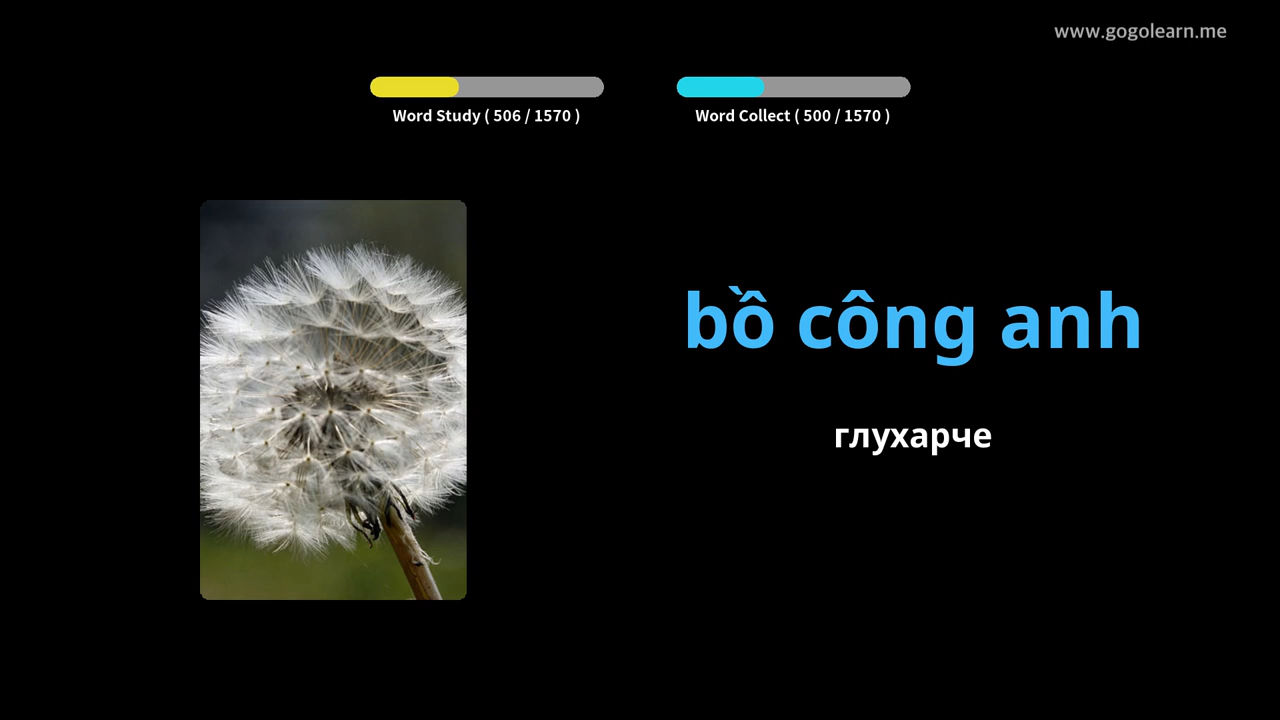 www.gogolearn.me
Word Study ( 506 / 1570 )
Word Collect ( 500 / 1570 )
bồ công anh
глухарче